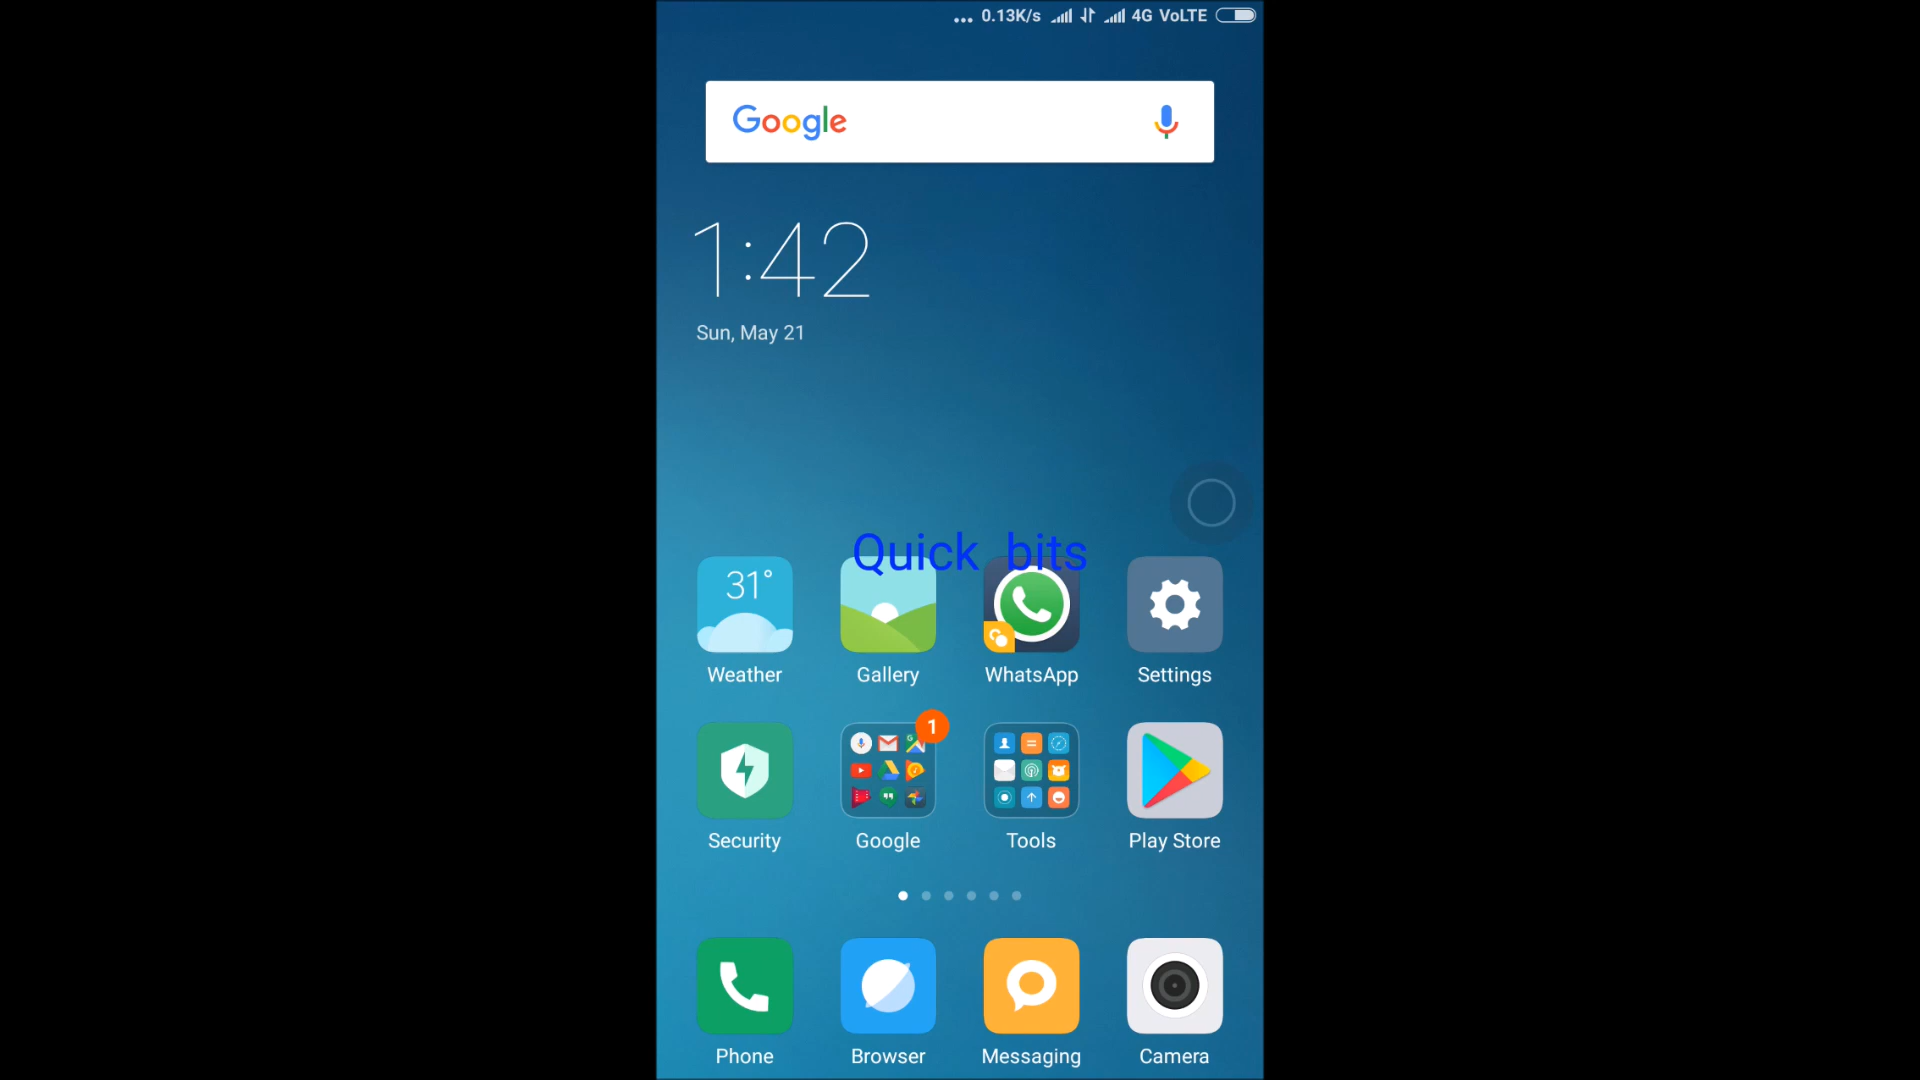 ... 0.13K/s 4G VoLTE
Google
1:42
Sun, May 21
Quick bits
31°
Weather Gallery WhatsApp Settings
1
Security Google Tools Play Store
Phone Browser Messaging Camera